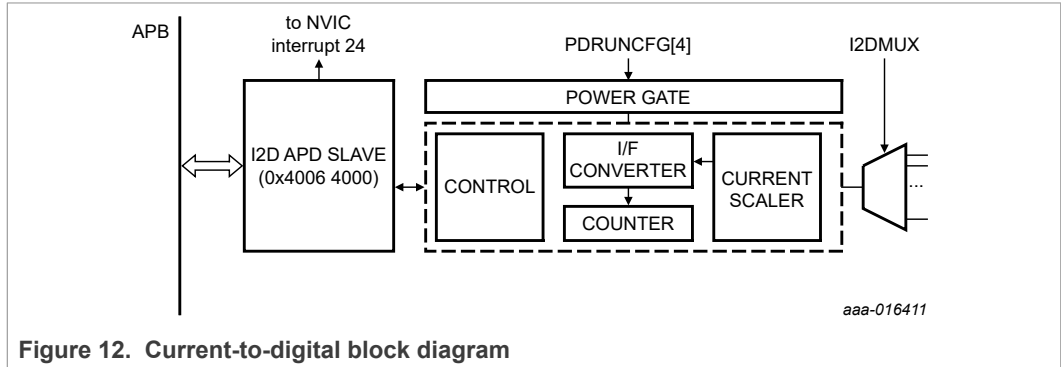 APB
to NVIC
interrupt 24
PDRUNCFG[4]
I2DMUX
POWER GATE
I2D APD SLAVE
(0x4006 4000)
CONTROL
I/F
CONVERTER
COUNTER
CURRENT
SCALER
...
aaa-016411
Figure 12. Current-to-digital block diagram